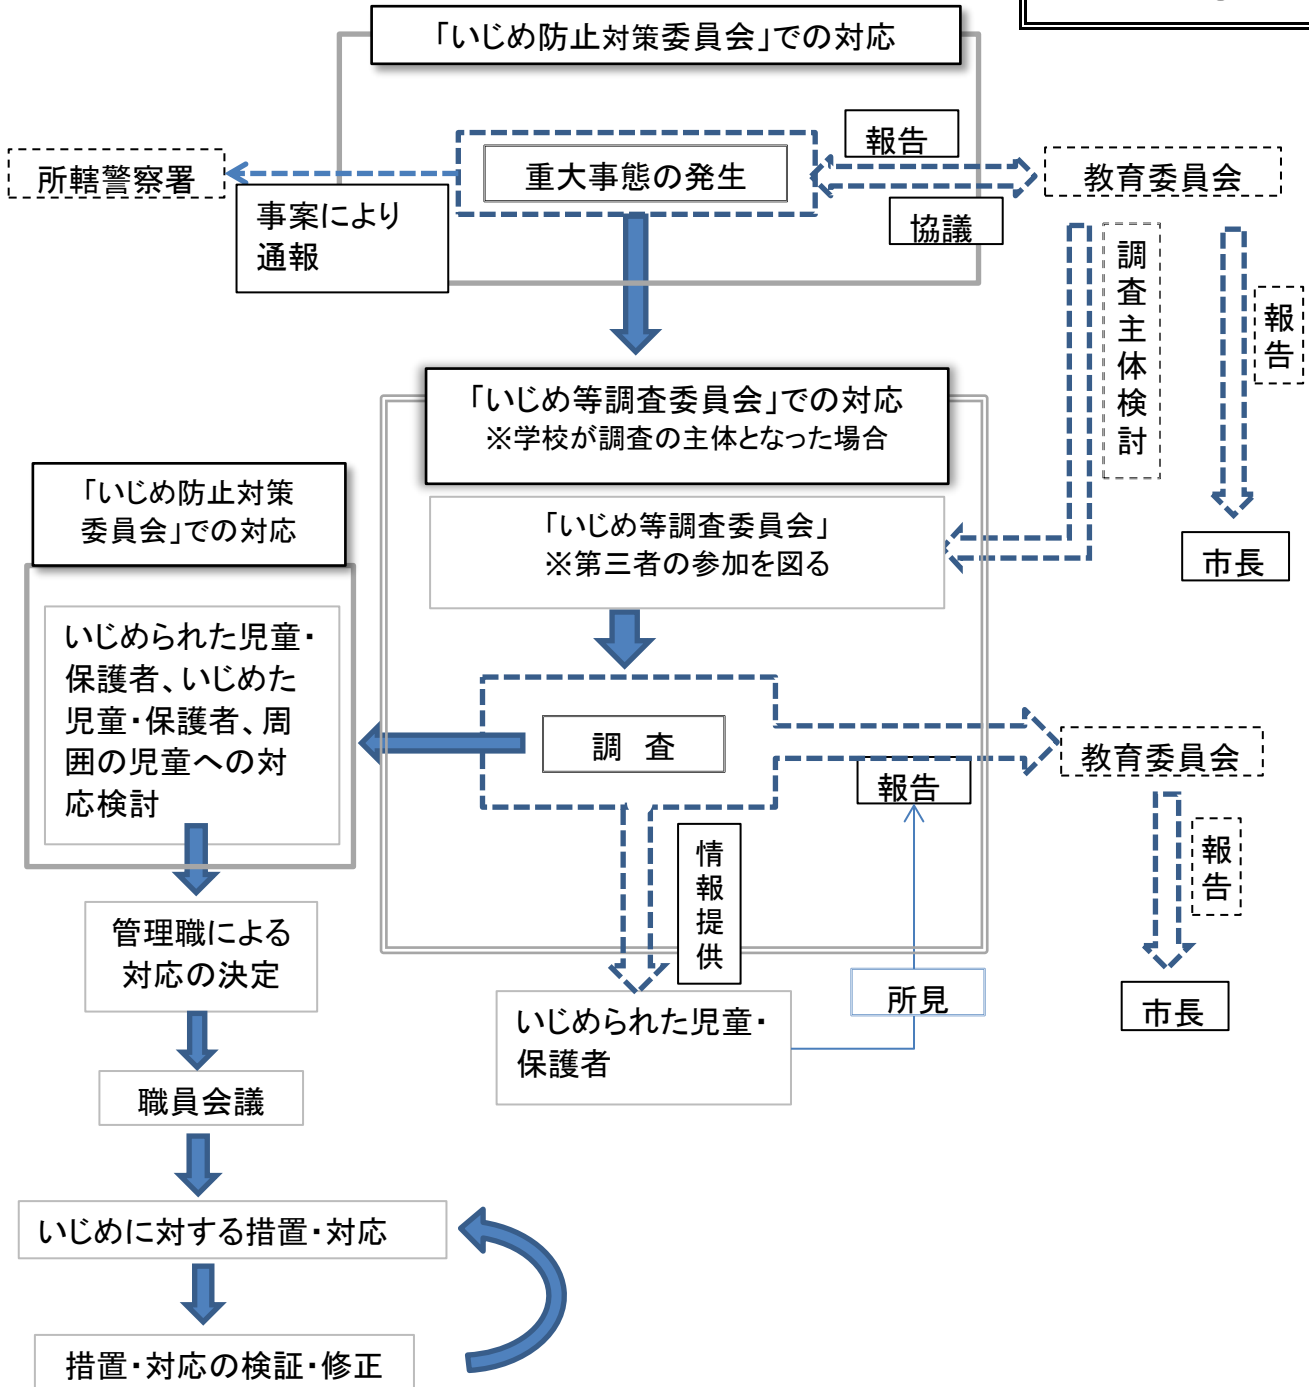 「いじめ防止対策委員会」での対応
報告
所轄警察署
重大事態の発生
教育委員会
事案により
通報
協議
調査主体検討
報告
「いじめ等調査委員会」での対応
※学校が調査の主体となった場合
「いじめ防止対策
委員会」での対応
「いじめ等調査委員会」
※第三者の参加を図る
市長
いじめられた児童・
保護者、いじめた
児童・保護者、周
囲の児童への対
応検討
調 査
教育委員会
報告
情報提供
報告
管理職による
対応の決定
所見
市長
いじめられた児童・
保護者
職員会議
いじめに対する措置・対応
措置・対応の検証・修正